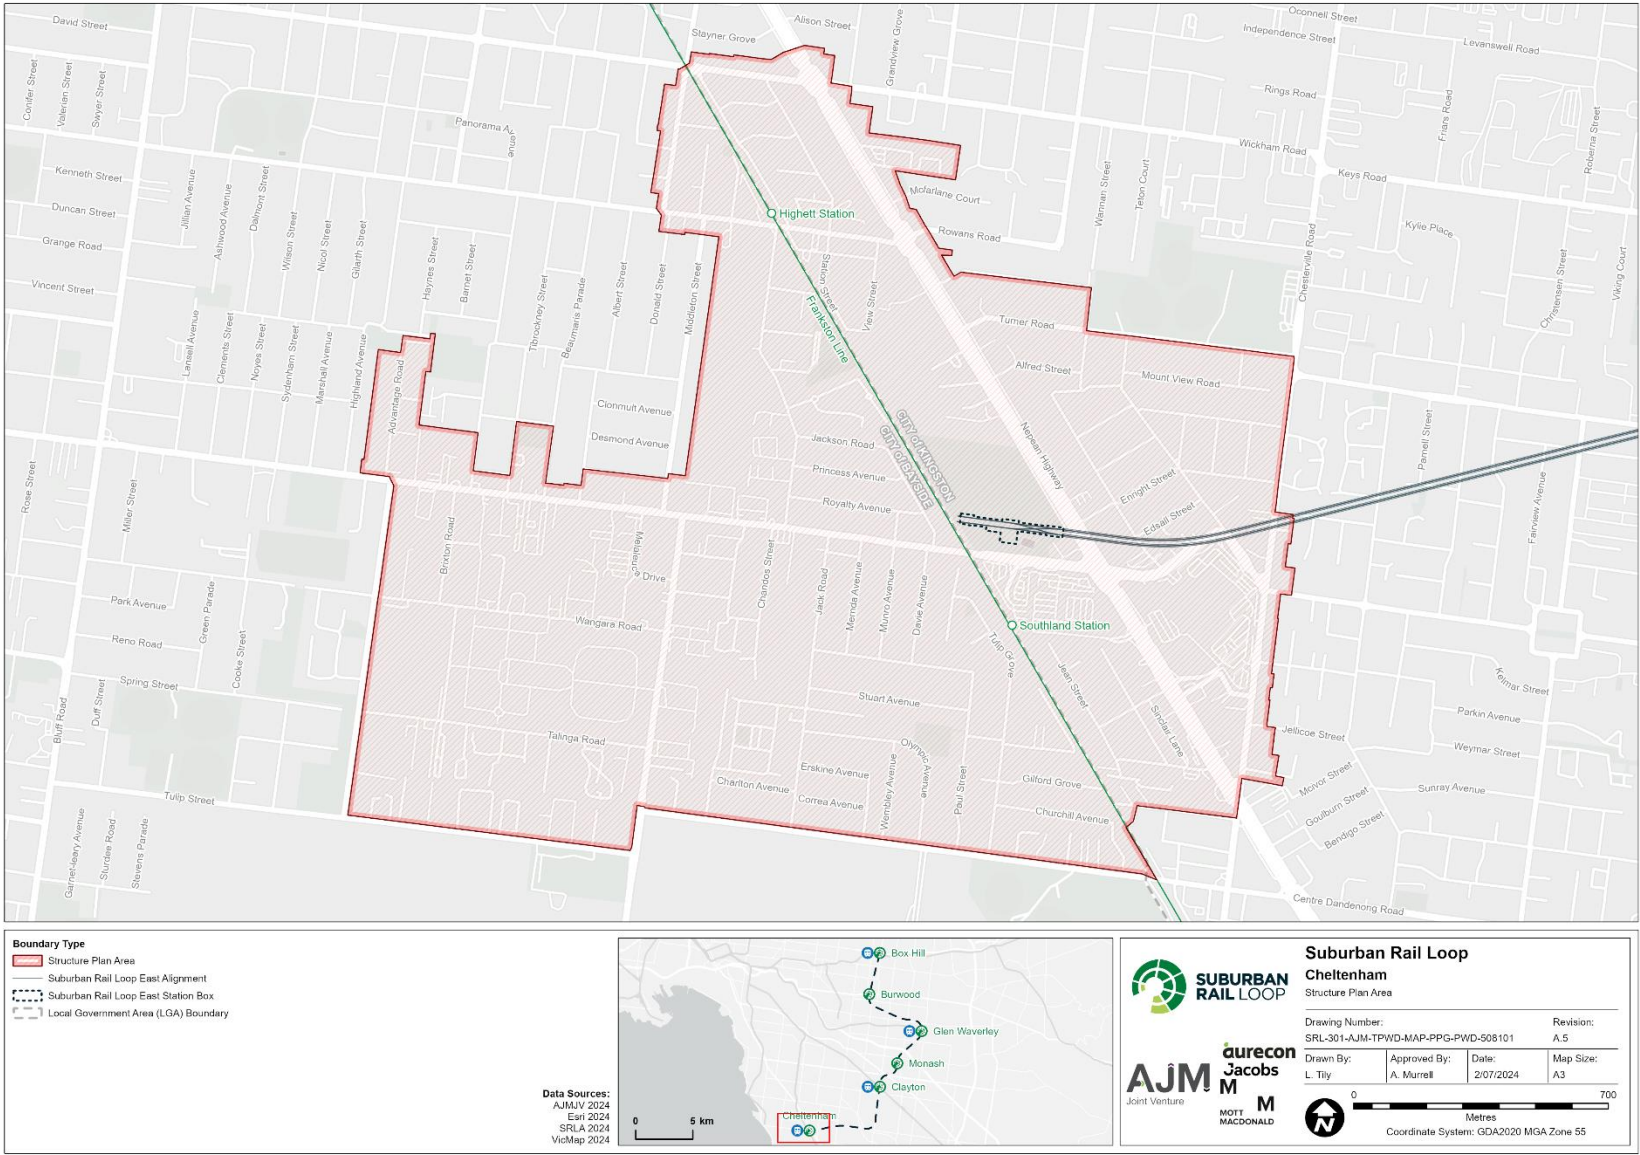 David Street
Stayner Grove
Alison Street
Grandview Grove
Oconnell Street
Independence Street
Levanswell Road
Conifer Street
Valerian Street
Swyer Street
Rings Road
Friars Road
Roberna Street
Panorama Avenue
Wickham Road
Keys Road
Kenneth Street
Jillian Avenue
Ashwood Avenue
Dalmont Street
Mcfarlane Court
Wannan Street
Teton Court
Duncan Street
Highett Station
Wilson Street
Nicol Street
Gilarth Street
Rowans Road
Kylie Place
Grange Road
Haynes Street
Barnet Street
Station Street
Chesterville Road
Christensen Street
Viking Court
Vincent Street
Tibrockney Street
Beaumaris Parade
Albert Street
Donald Street
Middleton Street
View Street
Frankston Line
Turner Road
Lansell Avenue
Clements Street
Noyes Street
Sydenham Street
Marshall Avenue
Highland Avenue
Advantage Road
Alfred Street
Mount View Road
Clonmult Avenue
Desmond Avenue
Jackson Road
CITY of KINGSTON
CITY of BAYSIDE
Nepean Highway
Parnell Street
Princess Avenue
Royalty Avenue
Enright Street
Edsall Street
Rose Street
Miller Street
Fairview Avenue
Brixton Road
Melaleuca Drive
Chandos Street
Jack Road
Merinda Avenue
Munro Avenue
Davie Avenue
Park Avenue
Green Parade
Wangara Road
Southland Station
Reno Road
Cooke Street
Tulip Grove
Jean Street
Spring Street
Duff Street
Bluff Road
Stuart Avenue
Sinclair Lane
Keimar Street
Parkin Avenue
Jellicoe Street
Weymar Street
Talinga Road
Olympic Avenue
Erskine Avenue
Wembley Avenue
Paul Street
Gilford Grove
Mcivor Street
Sunray Avenue
Charlton Avenue
Correa Avenue
Churchill Avenue
Goulburn Street
Bendigo Street
Tulip Street
Garnet-leary Avenue
Sturdee Road
Stevens Parade
Centre Dandenong Road
Boundary Type
Structure Plan Area
Suburban Rail Loop East Alignment
Suburban Rail Loop East Station Box
Local Government Area (LGA) Boundary
Data Sources:
AJMJV 2024
Esri 2024
SRLA 2024
VicMap 2024
Box Hill
Burwood
Glen Waverley
Monash
Clayton
Cheltenham
0 5 km
SUBURBAN
RAIL LOOP
AJM
Joint Venture
aurecon
Jacobs
M
M
MOTT
MACDONALD
Suburban Rail Loop
Cheltenham
Structure Plan Area
Drawing Number: Revision:
SRL-301-AJM-TPWD-MAP-PPG-PWD-508101 A.5
Drawn By: Approved By: Date: Map Size:
L. Tily A. Murrell 2/07/2024 A3
N
0 700
Metres
Coordinate System: GDA2020 MGA Zone 55